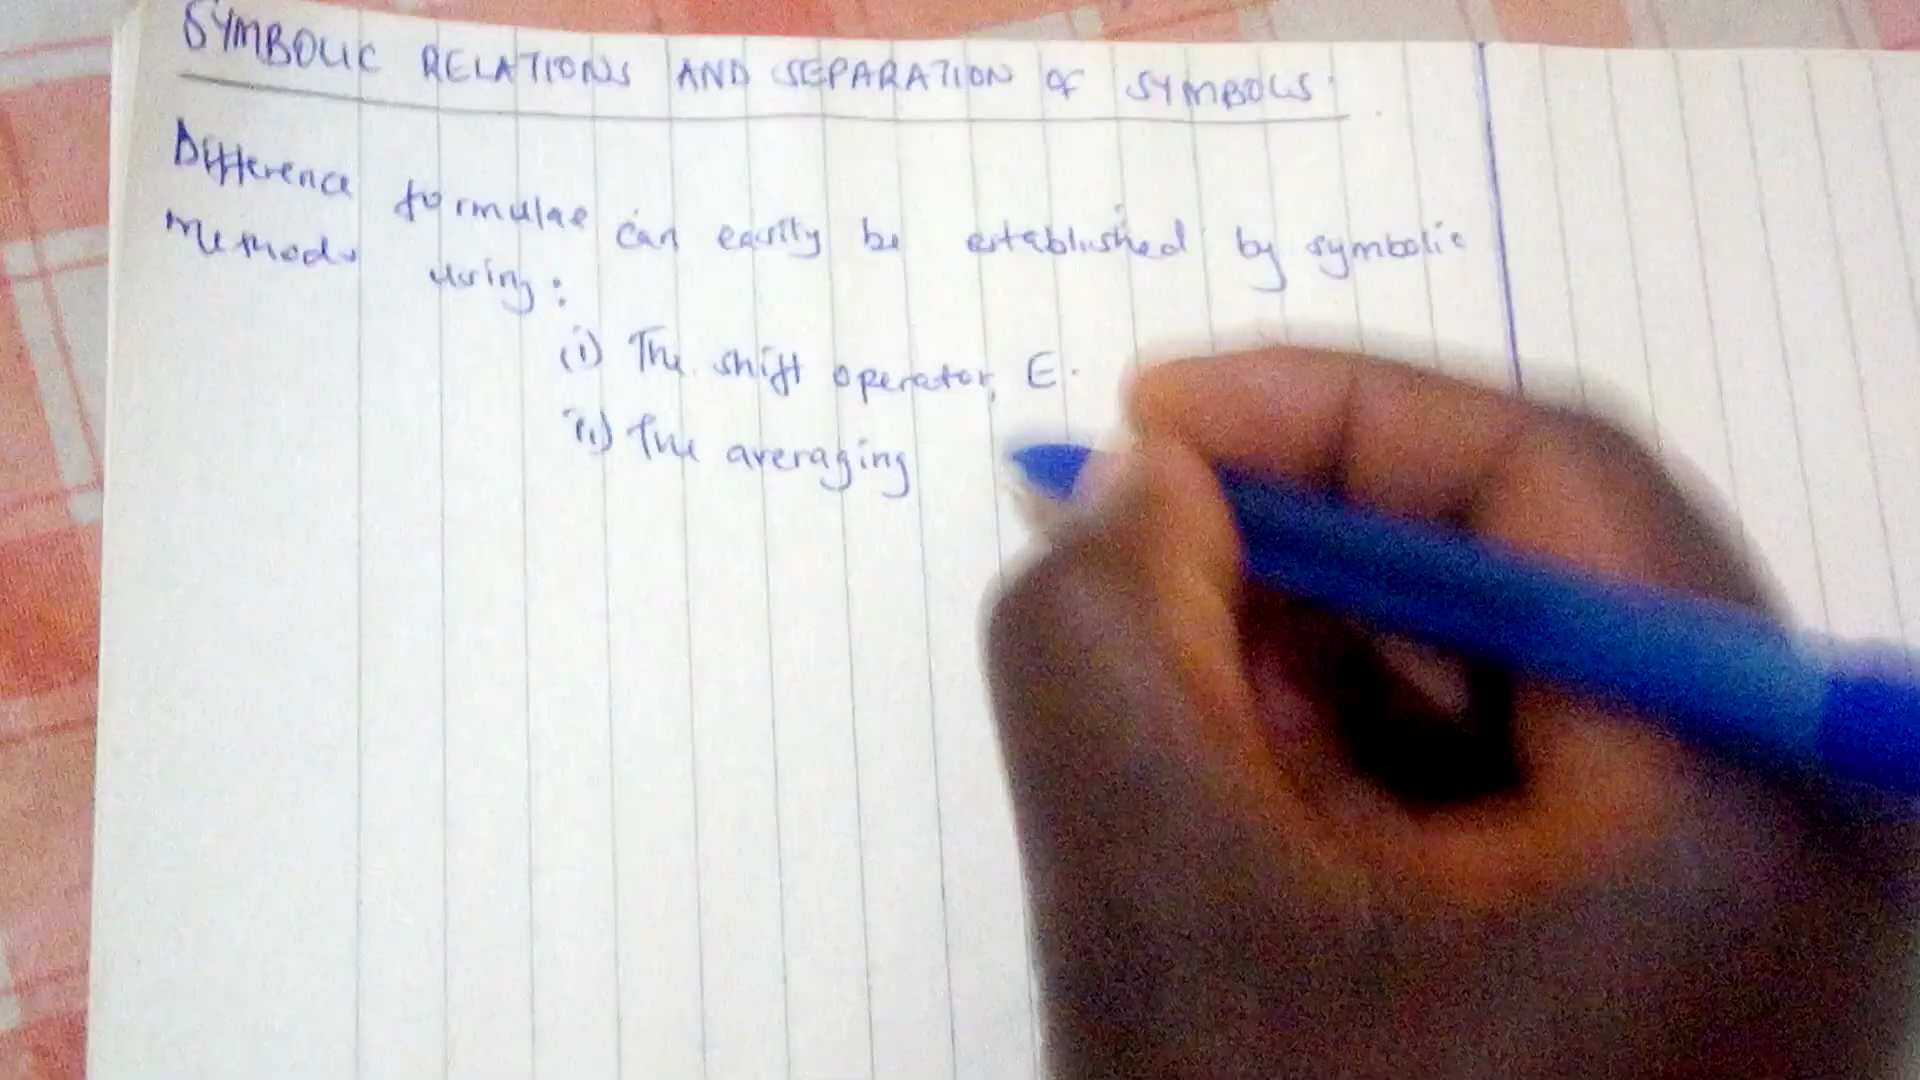 SYMBOLIC RELATIONS AND SEPARATION OF SYMBOLS.
Difference formulae can easily be established by symbolic
methods using:
(i) The shift operator, E.
(ii) The averaging